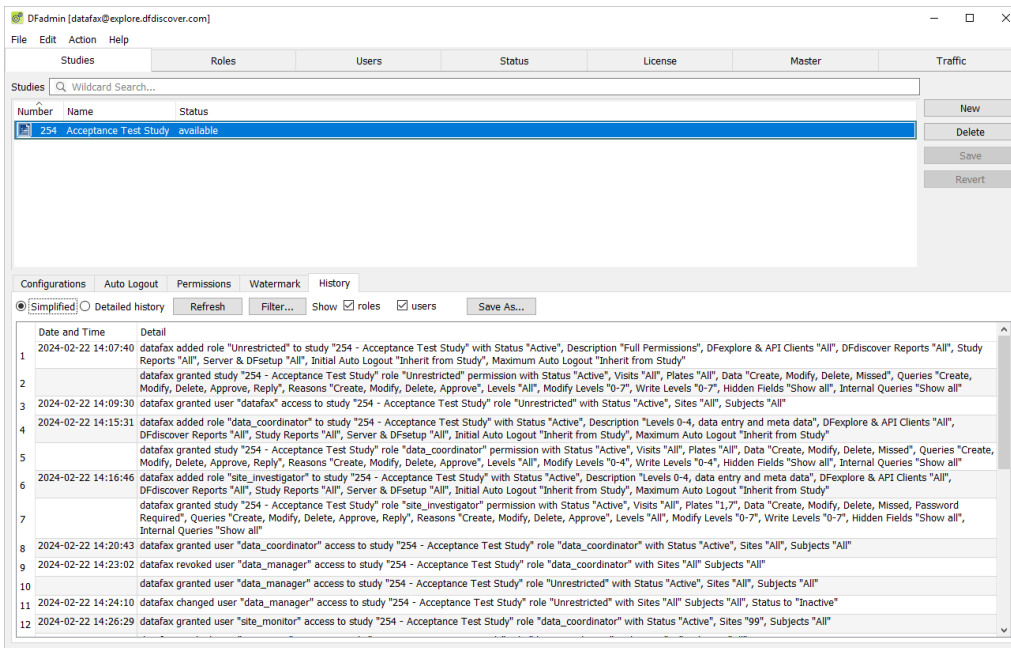 DFadmin [datafax@explore.dfdiscover.com]
File Edit Action Help
Studies Roles Users Status License Master Traffic
Studies Wildcard Search...
Number Name Status
254 Acceptance Test Study available
New
Delete
Save
Revert
Configurations Auto Logout Permissions Watermark History
Simplified Detailed history Refresh Filter... Show roles users Save As...
Date and Time Detail
1 2024-02-22 14:07:40 datafax added role "Unrestricted" to study "254 - Acceptance Test Study" with Status "Active", Description "Full Permissions", DFexplore & API Clients "All", DFdiscover Reports "All", Study
Reports "All", Server & DFsetup "All", Initial Auto Logout "Inherit from Study", Maximum Auto Logout "Inherit from Study"
2 datafax granted study "254 - Acceptance Test Study" role "Unrestricted" permission with Status "Active", Visits "All", Plates "All", Data "Create, Modify, Delete, Missed", Queries "Create,
Modify, Delete, Approve, Reply", Reasons "Create, Modify, Delete, Approve", Levels "All", Modify Levels "0-7", Write Levels "0-7", Hidden Fields "Show all", Internal Queries "Show all"
3 2024-02-22 14:09:30 datafax granted user "datafax" access to study "254 - Acceptance Test Study" role "Unrestricted" with Status "Active", Sites "All", Subjects "All"
4 2024-02-22 14:15:31 datafax added role "data_coordinator" to study "254 - Acceptance Test Study" with Status "Active", Description "Levels 0-4, data entry and meta data", DFexplore & API Clients "All",
DFdiscover Reports "All", Study Reports "All", Server & DFsetup "All", Initial Auto Logout "Inherit from Study", Maximum Auto Logout "Inherit from Study"
5 datafax granted study "254 - Acceptance Test Study" role "data_coordinator" permission with Status "Active", Visits "All", Plates "All", Data "Create, Modify, Delete, Missed", Queries "Create,
Modify, Delete, Approve, Reply", Reasons "Create, Modify, Delete, Approve", Levels "All", Modify Levels "0-4", Write Levels "0-4", Hidden Fields "Show all", Internal Queries "Show all"
6 2024-02-22 14:16:46 datafax added role "site_investigator" to study "254 - Acceptance Test Study" with Status "Active", Description "Levels 0-4, data entry and meta data", DFexplore & API Clients "All",
DFdiscover Reports "All", Study Reports "All", Server & DFsetup "All", Initial Auto Logout "Inherit from Study", Maximum Auto Logout "Inherit from Study"
7 datafax granted study "254 - Acceptance Test Study" role "site_investigator" permission with Status "Active", Visits "All", Plates "1,7", Data "Create, Modify, Delete, Missed, Password
Required", Queries "Create, Modify, Delete, Approve, Reply", Reasons "Create, Modify, Delete, Approve", Levels "All", Modify Levels "0-7", Write Levels "0-7", Hidden Fields "Show all",
Internal Queries "Show all"
8 2024-02-22 14:20:43 datafax granted user "data_coordinator" access to study "254 - Acceptance Test Study" role "data_coordinator" with Status "Active", Sites "All", Subjects "All"
9 2024-02-22 14:23:02 datafax revoked user "data_manager" access to study "254 - Acceptance Test Study" role "data_coordinator" with Sites "All" Subjects "All"
10 datafax granted user "data_manager" access to study "254 - Acceptance Test Study" role "Unrestricted" with Status "Active", Sites "All", Subjects "All"
11 2024-02-22 14:24:10 datafax changed user "data_manager" access to study "254 - Acceptance Test Study" role "Unrestricted" with Sites "All" Subjects "All", Status to "Inactive"
12 2024-02-22 14:26:29 datafax granted user "site_monitor" access to study "254 - Acceptance Test Study" role "data_coordinator" with Status "Active", Sites "99", Subjects "All"